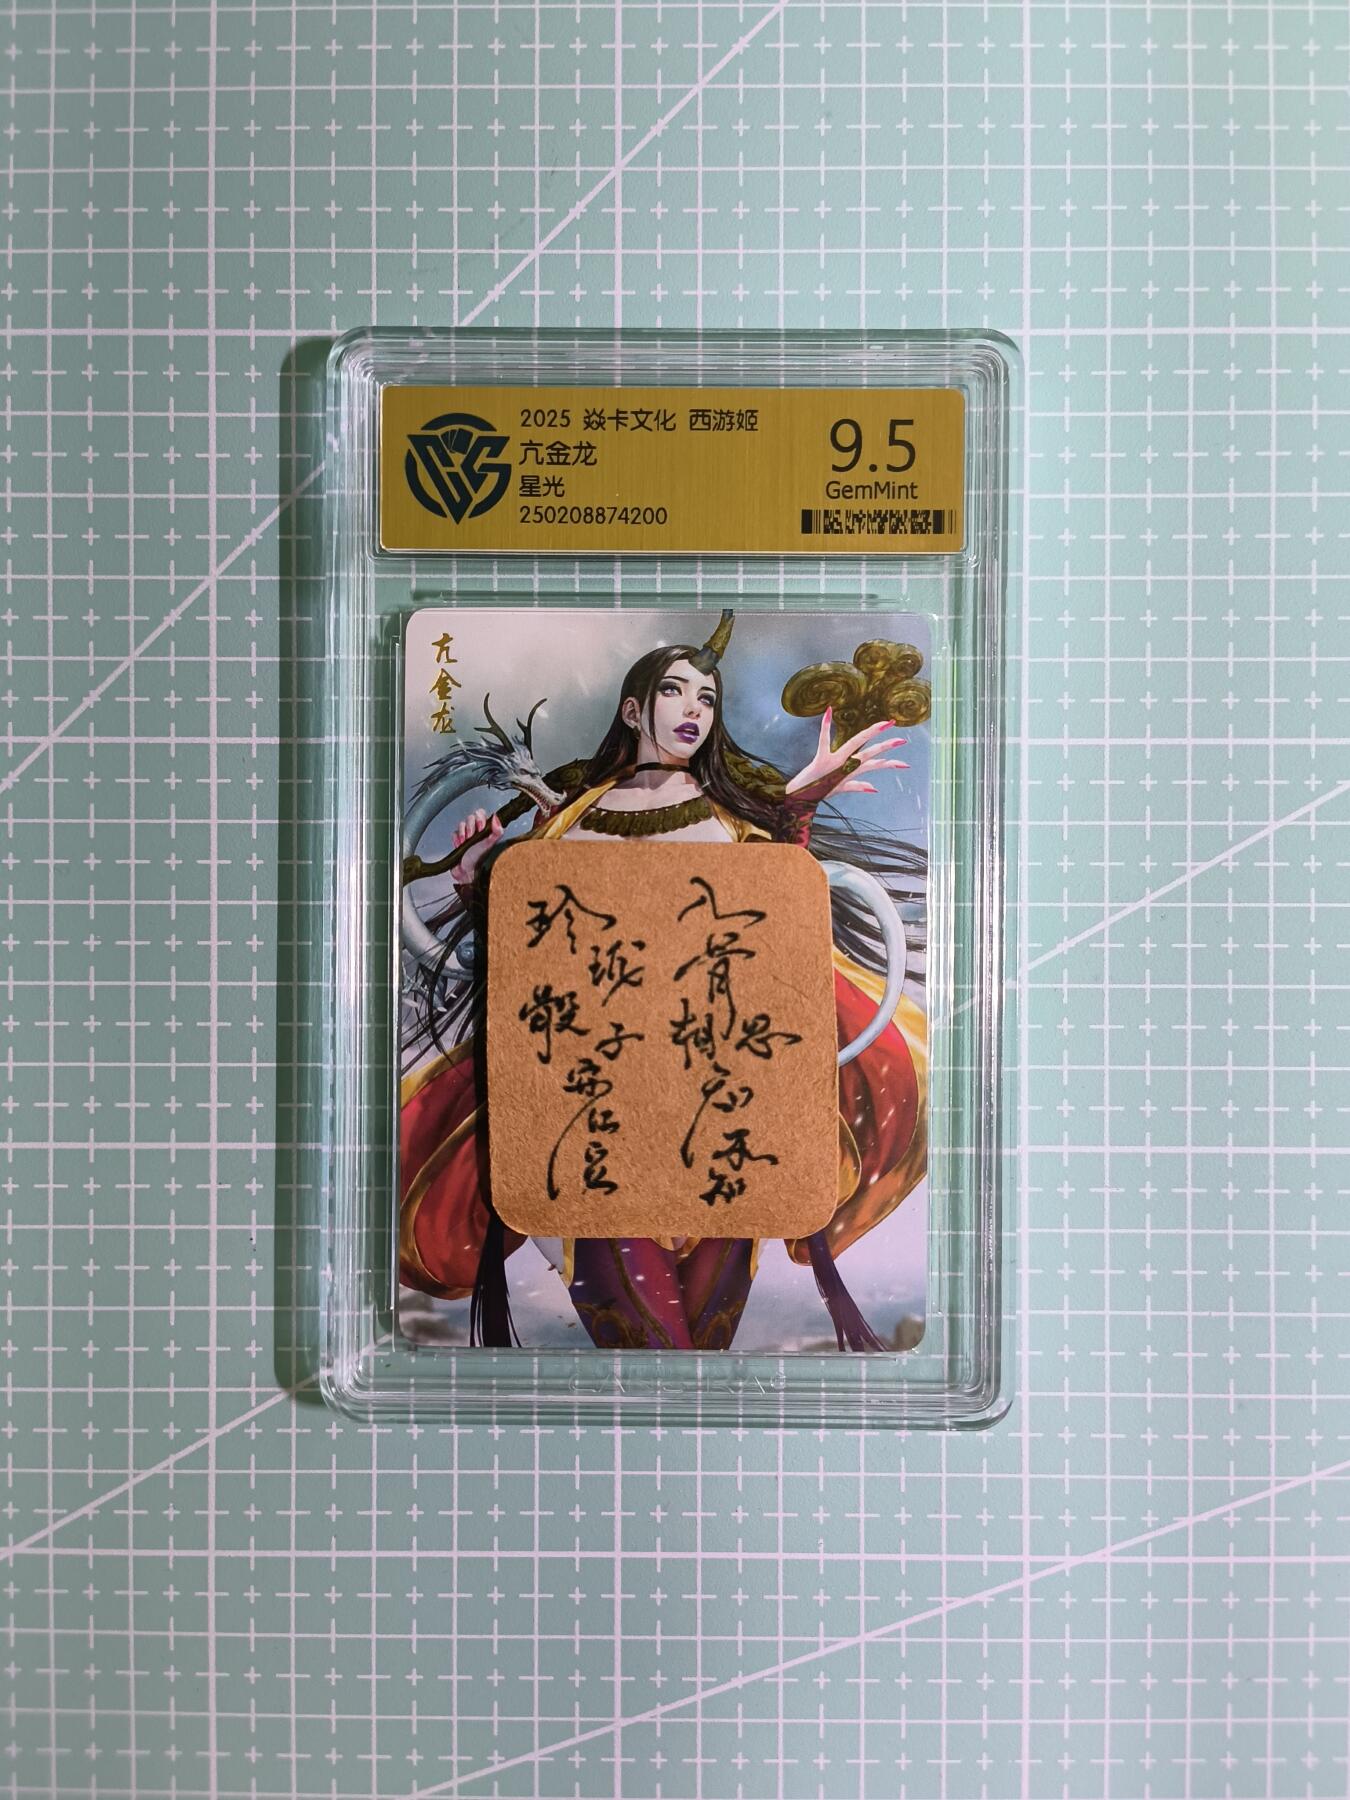 2025 焱卡文化 西游姬
亢金龙
星光
250208874200
9.5
GemMint
亢金龙
玲珑骰子安红豆
入骨相思知不知